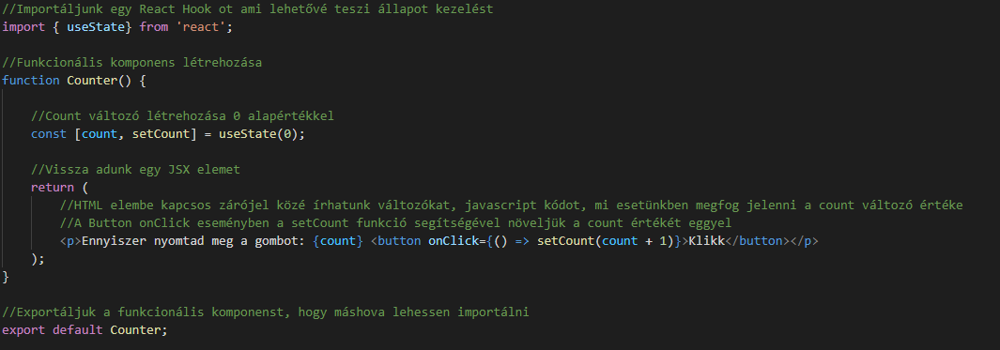 //Importáljunk egy React Hook ot ami lehetővé teszi állapot kezelést
import { useState} from 'react';
//Funkcionális komponens létrehozása
function Counter() {
//Count változó létrehozása 0 alapértékkel
const [count, setCount] = useState(0);
//Vissza adunk egy JSX elemet
return (
//HTML elembe kapcsos zárójel közé írhatunk változókat, javascript kódot, mi esetünkben megfog jelenni a count változó értéke
//A Button onClick eseményben a setCount funkció segítségével növeljük a count értékét eggyel
<p>Ennyiszer nyomtad meg a gombot: {count} <button onClick={() => setCount(count + 1)}>Klikk</button></p>
);
}
//Exportáljuk a funkcionális komponenst, hogy máshova lehessen importálni
export default Counter;